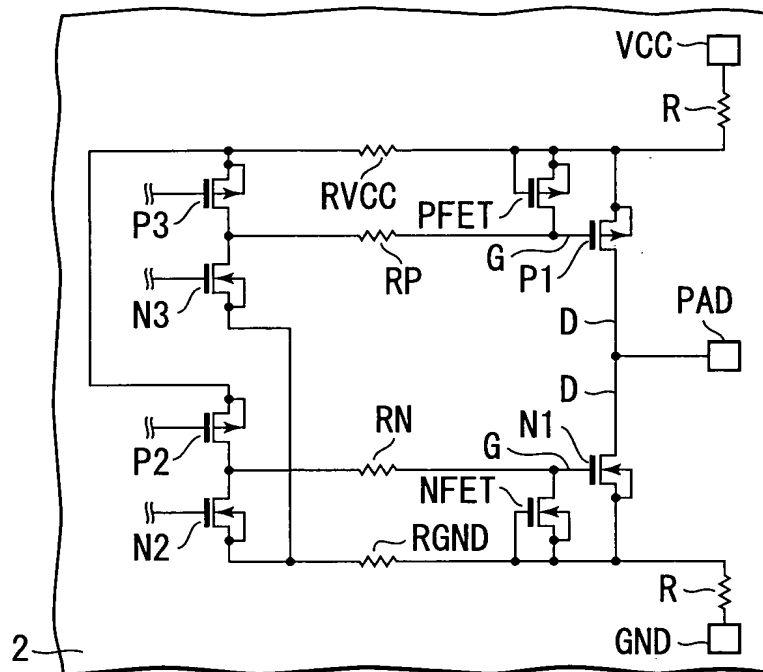 VCC
R
RVCC
PFET
P3
G
P1
RP
N3
D
PAD
D
RN
N1
P2
G
NFET
N2
RGND
R
2
GND